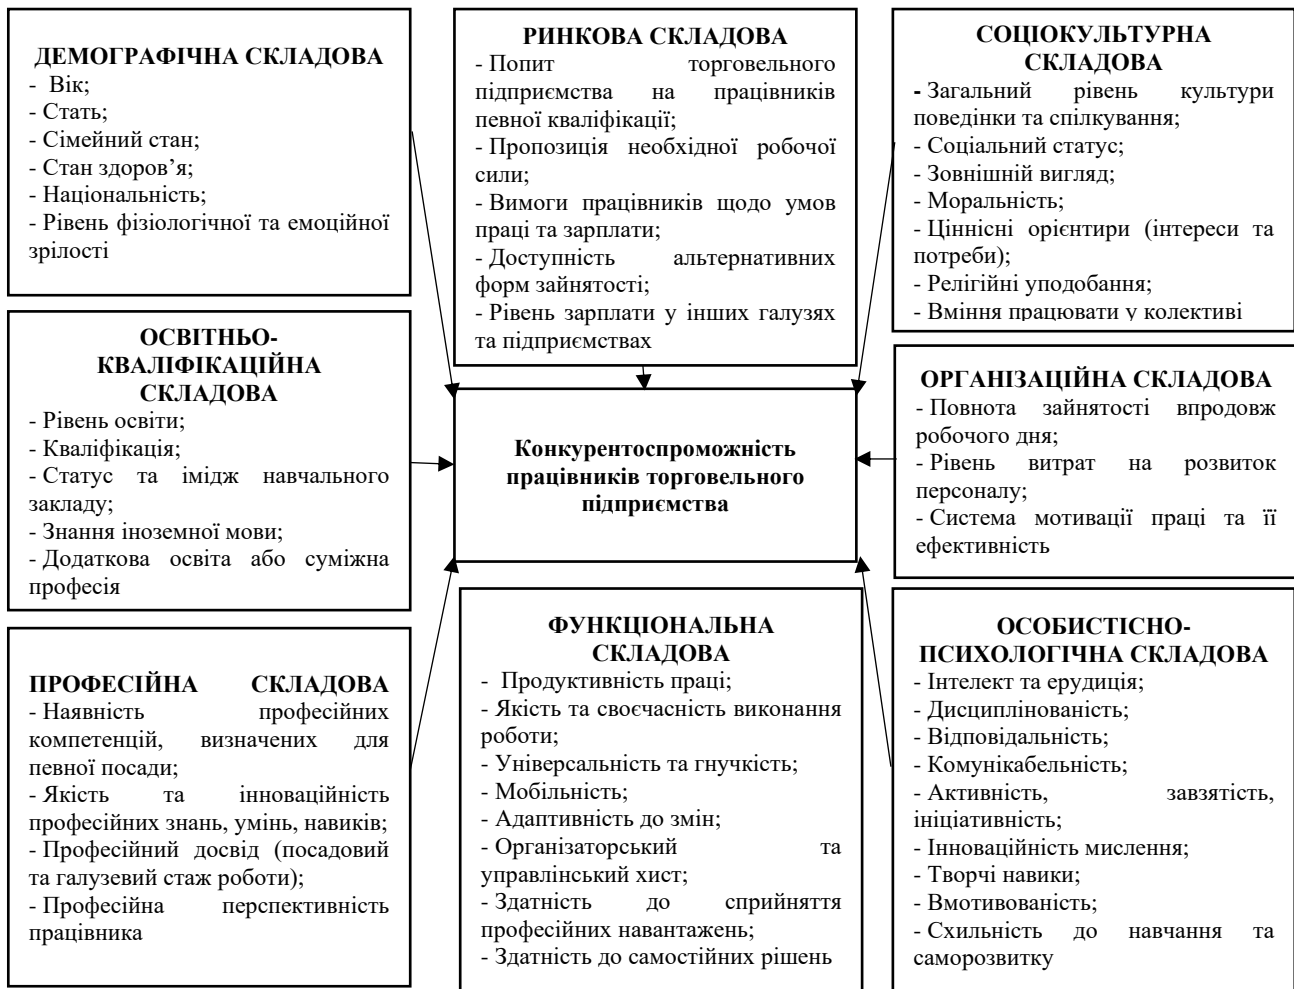 ДЕМОГРАФІЧНА СКЛАДОВА
- Вік;
- Стать;
- Сімейний стан;
- Стан здоров’я;
- Національність;
- Рівень фізіологічної та емоційної
зрілості
РИНКОВА СКЛАДОВА
- Попит торговельного
підприємства на працівників
певної кваліфікації;
- Пропозиція необхідної робочої
сили;
- Вимоги працівників щодо умов
праці та зарплати;
- Доступність альтернативних
форм зайнятості;
- Рівень зарплати у інших галузях
та підприємствах
СОЦІОКУЛЬТУРНА
СКЛАДОВА
- Загальний рівень культури
поведінки та спілкування;
- Соціальний статус;
- Зовнішній вигляд;
- Моральність;
- Ціннісні орієнтири (інтереси та
потреби);
- Релігійні уподобання;
- Вміння працювати у колективі
ОСВІТНЬО-
КВАЛІФІКАЦІЙНА
СКЛАДОВА
- Рівень освіти;
- Кваліфікація;
- Статус та імідж навчального
закладу;
- Знання іноземної мови;
- Додаткова освіта або суміжна
професія
Конкурентоспроможність
працівників торговельного
підприємства
ОРГАНІЗАЦІЙНА СКЛАДОВА
- Повнота зайнятості впродовж
робочого дня;
- Рівень витрат на розвиток
персоналу;
- Система мотивації праці та її
ефективність
ПРОФЕСІЙНА СКЛАДОВА
- Наявність професійних
компетенцій, визначених для
певної посади;
- Якість та інноваційність
професійних знань, умінь, навиків;
- Професійний досвід (посадовий
та галузевий стаж роботи);
- Професійна перспективність
працівника
ФУНКЦІОНАЛЬНА
СКЛАДОВА
- Продуктивність праці;
- Якість та своєчасність виконання
роботи;
- Універсальність та гнучкість;
- Мобільність;
- Адаптивність до змін;
- Організаторський та
управлінський хист;
- Здатність до сприйняття
професійних навантажень;
- Здатність до самостійних рішень
ОСОБИСТІСНО-
ПСИХОЛОГІЧНА СКЛАДОВА
- Інтелект та ерудиція;
- Дисциплінованість;
- Відповідальність;
- Комунікабельність;
- Активність, завзятість,
ініціативність;
- Інноваційність мислення;
- Творчі навики;
- Вмотивованість;
- Схильність до навчання та
саморозвитку